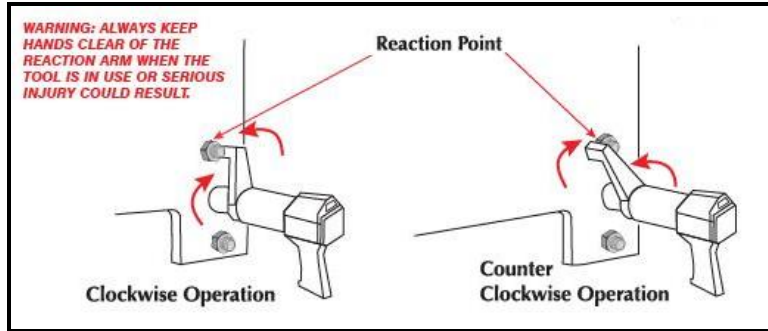 WARNING: ALWAYS KEEP
HANDS CLEAR OF THE
REACTION ARM WHEN THE
TOOL IS IN USE OR SERIOUS
INJURY COULD RESULT.
Reaction Point
Clockwise Operation
Counter
Clockwise Operation